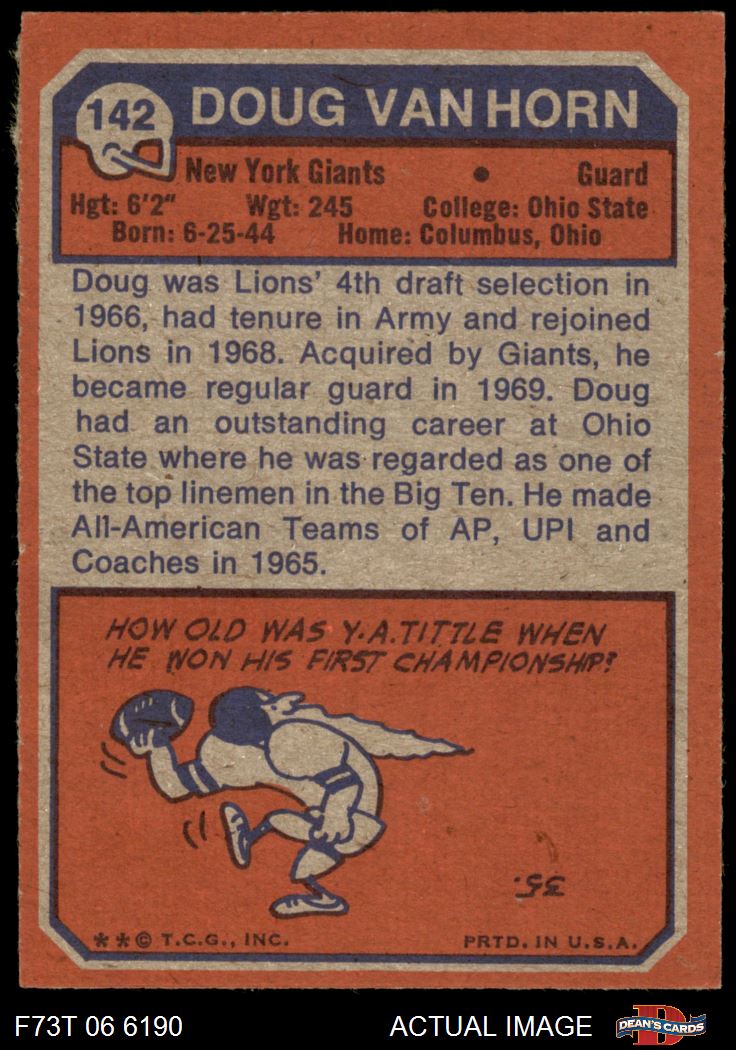 142
DOUG VAN HORN
New York Giants • Guard
Hgt: 6'2" Wgt: 245 College: Ohio State
Born: 6-25-44 Home: Columbus, Ohio
Doug was Lions' 4th draft selection in
1966, had tenure in Army and rejoined
Lions in 1968. Acquired by Giants, he
became regular guard in 1969. Doug
had an outstanding career at Ohio
State where he was regarded as one of
the top linemen in the Big Ten. He made
All-American Teams of AP, UPI and
Coaches in 1965.
HOW OLD WAS Y.A. TITTLE WHEN
HE WON HIS FIRST CHAMPIONSHIP?
35.
**© T.C.G., INC. PRTD. IN U.S.A.
F73T 06 6190 ACTUAL IMAGE D DEAN'S CARDS